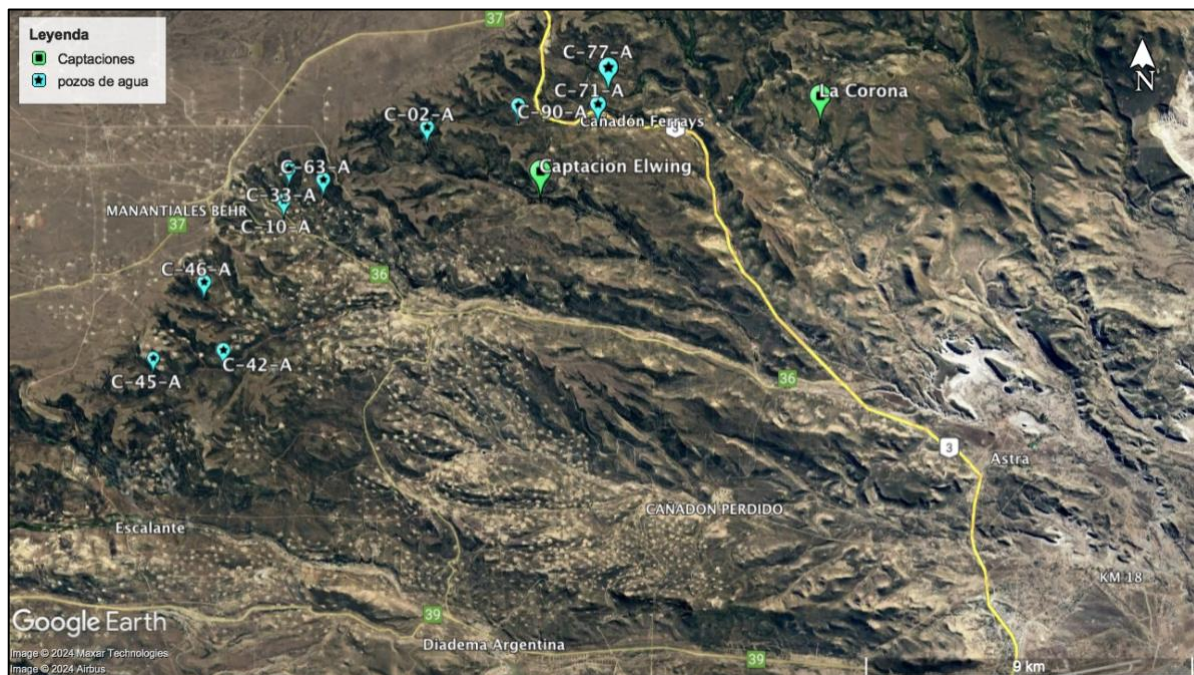 Leyenda
Captaciones
pozos de agua
37
N
C-77-A
C-71-A
La Corona
C-02-A
C-90-A
Cañadón Ferrays
3
Captacion Elwing
C-63-A
C-33-A
MANANTIALES BEHR
37
C-10-A
C-46-A
36
C-42-A
C-45-A
36
3
Astra
CAÑADON PERDIDO
Escalante
KM 18
39
Google Earth
Diadema Argentina
39
Image © 2024 Maxar Technologies
Image © 2024 Airbus
9 km